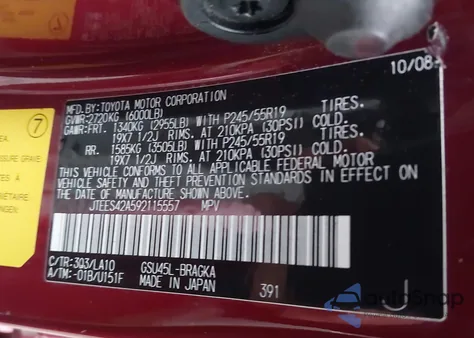 10/08
MFD.BY:TOYOTA MOTOR CORPORATION
GVWR-2720KG (6000LB)
GAWR:FRT. 1340KG (2955LB) WITH P245/55R19 TIRES.
19X7 1/2J RIMS. AT 210KPA (30PSI) COLD.
RR. 1585KG (3505LB) WITH P245/55R19 TIRES.
19X7 1/2J RIMS. AT 210KPA (30PSI) COLD.
THIS VEHICLE CONFORMS TO ALL APPLICABLE FEDERAL MOTOR
VEHICLE SAFETY STANDARDS IN EFFECT ON THE
DATE OF MANUFACTURE SHOWN ABOVE.
JTEES42A592115557 MPV
C/TR:3Q3/LA10 GSU45L-BRAGKA
A/TM:-01B/U151F MADE IN JAPAN 391
7
PRESSURE GRAVE.
AutoSnap